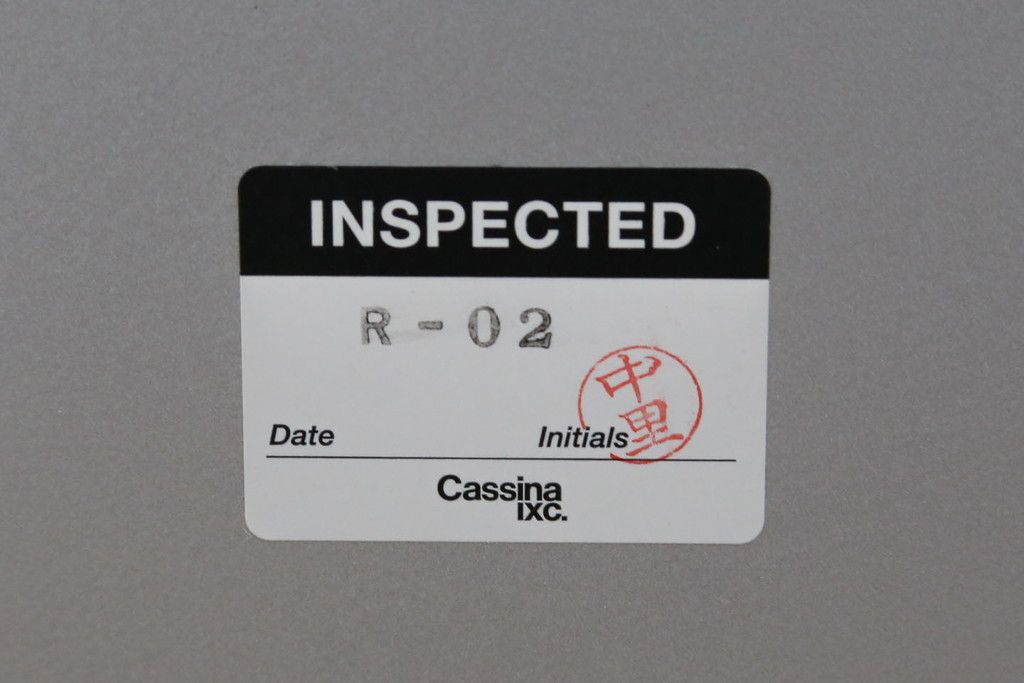 INSPECTED
R-02
中里
Date Initials
Cassina
IXC.